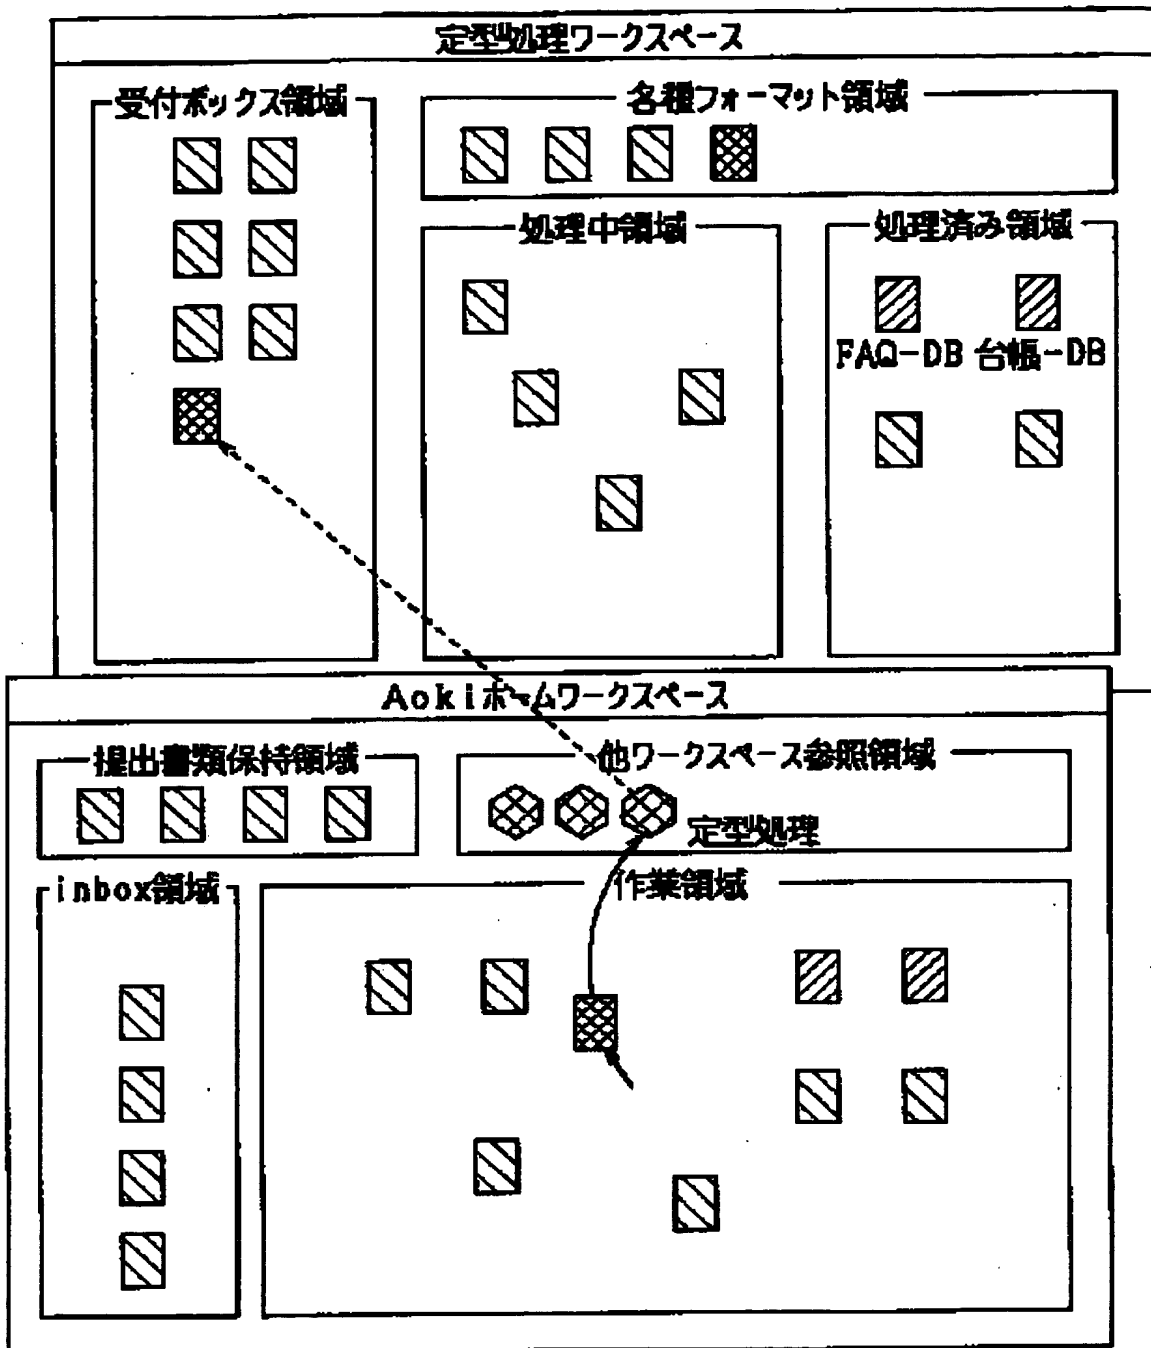 定型処理ワークスペース
受付ボックス領域
各種フォーマット領域
処理中領域
処理済み領域
FAQ-DB 台帳-DB
Aokiホームワークスペース
提出書類保持領域
他ワークスペース参照領域
定型処理
inbox領域
作業領域